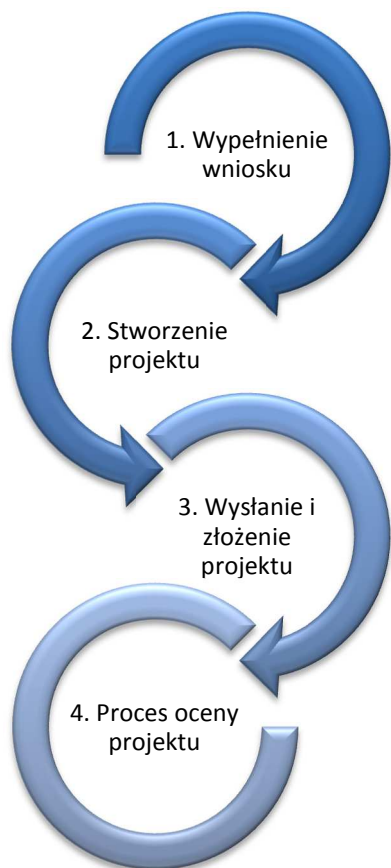 1. Wypełnienie
wniosku
2. Stworzenie
projektu
3. Wysłanie i
złożenie
projektu
4. Proces oceny
projektu